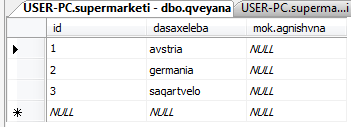 USER-PC.supermarketi - dbo.qveyana USER-PC.superma...i
id dasaxeleba mok.agnishvna
1 avstria NULL
2 germania NULL
3 saqartvelo NULL
NULL NULL NULL